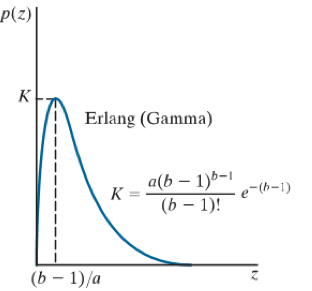 p(z)
K
Erlang (Gamma)
K = a(b − 1)^{b−1} / (b − 1)! e^{−(b−1)}
(b − 1)/a
z